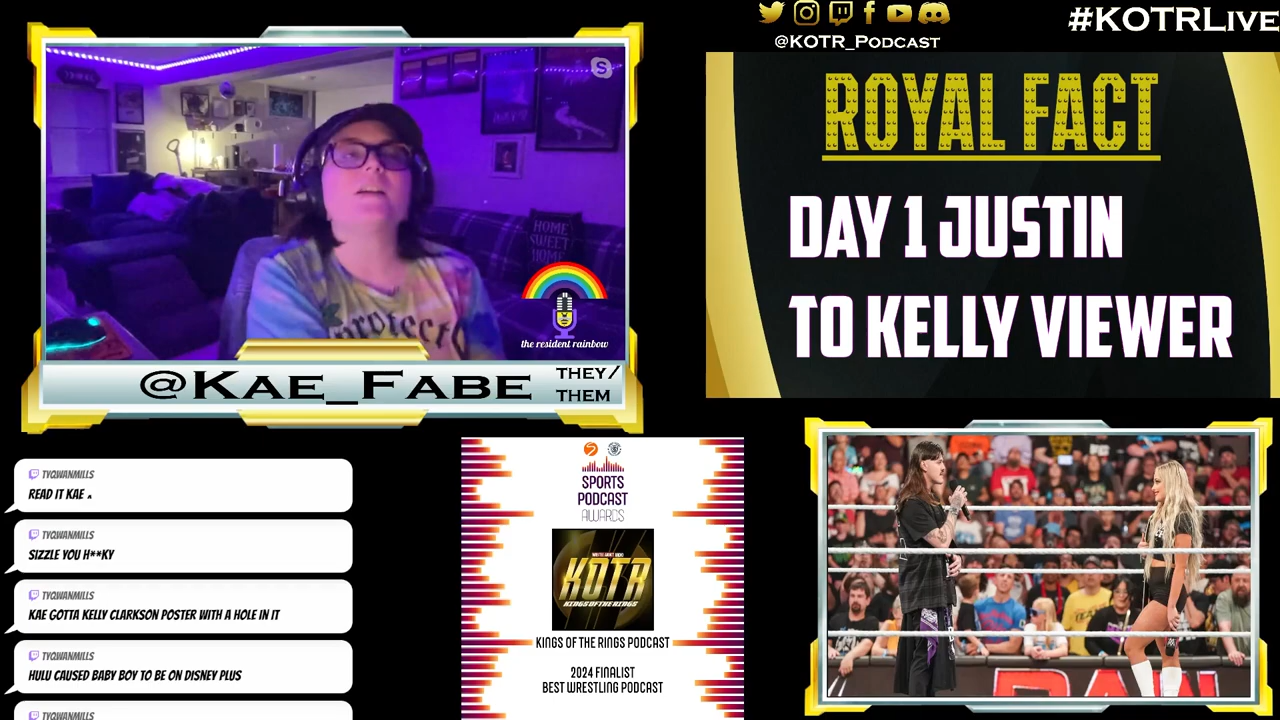 @KOTR_PODCAST
#KOTRLIVE
ROYAL FACT
DAY 1 JUSTIN
TO KELLY VIEWER
HOME
SWEET
HOME
protect
the resident rainbow
@KAE_FABE
THEY/
THEM
TYQWANMILLS
READ IT KAE ^
TYQWANMILLS
SIZZLE YOU H**KY
TYQWANMILLS
KAE GOTTA KELLY CLARKSON POSTER WITH A HOLE IN IT
TYQWANMILLS
HULU CAUSED BABY BOY TO BE ON DISNEY PLUS
TYQWANMILLS
SPORTS
PODCAST
AWARDS
KOTR
KINGS OF THE RINGS
KINGS OF THE RINGS PODCAST
2024 FINALIST
BEST WRESTLING PODCAST